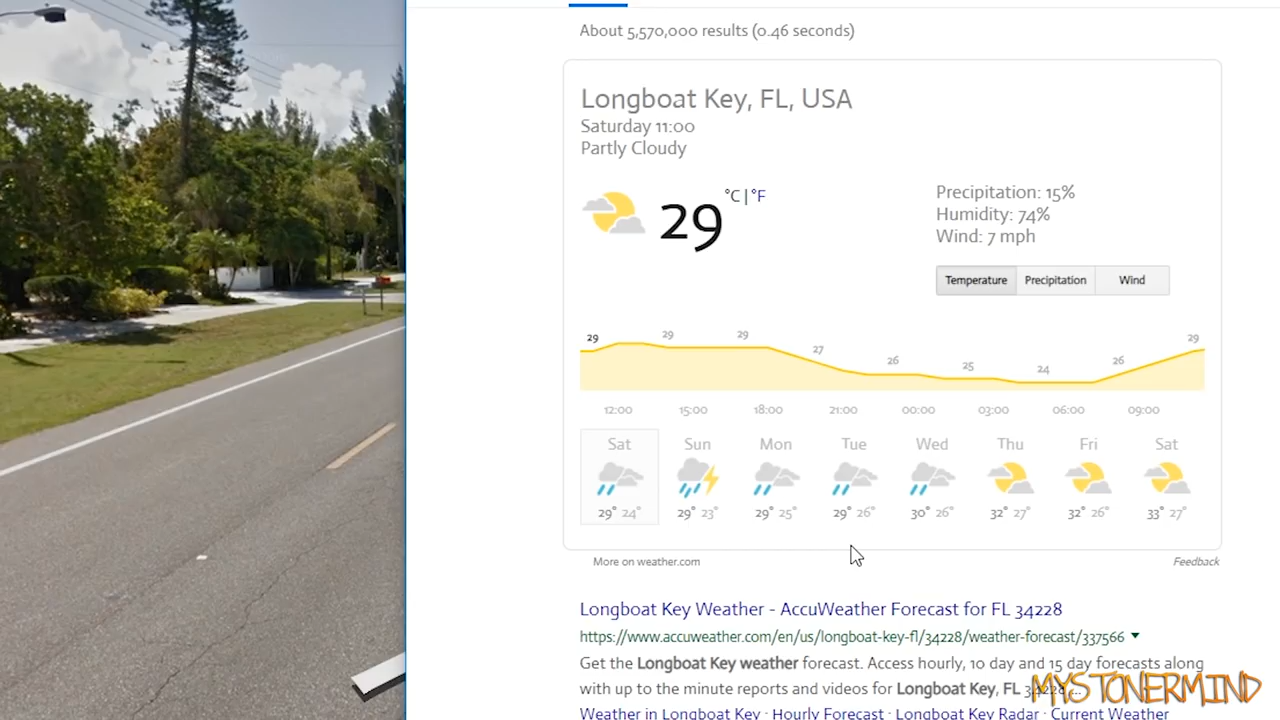 About 5,570,000 results (0.46 seconds)
Longboat Key, FL, USA
Saturday 11:00
Partly Cloudy
29 °C | °F
Precipitation: 15%
Humidity: 74%
Wind: 7 mph
Temperature Precipitation Wind
29 29 29 27 26 25 24 26 29
12:00 15:00 18:00 21:00 00:00 03:00 06:00 09:00
Sat Sun Mon Tue Wed Thu Fri Sat
29° 24° 29° 23° 29° 25° 29° 26° 30° 26° 32° 27° 32° 26° 33° 27°
More on weather.com Feedback
Longboat Key Weather - AccuWeather Forecast for FL 34228
https://www.accuweather.com/en/us/longboat-key-fl/34228/weather-forecast/337566
Get the Longboat Key weather forecast. Access hourly, 10 day and 15 day forecasts along
with up to the minute reports and videos for Longboat Key, FL 34228 ...
MYSTONERMIND
Weather in Longboat Key · Hourly Forecast · Longboat Key Radar · Current Weather